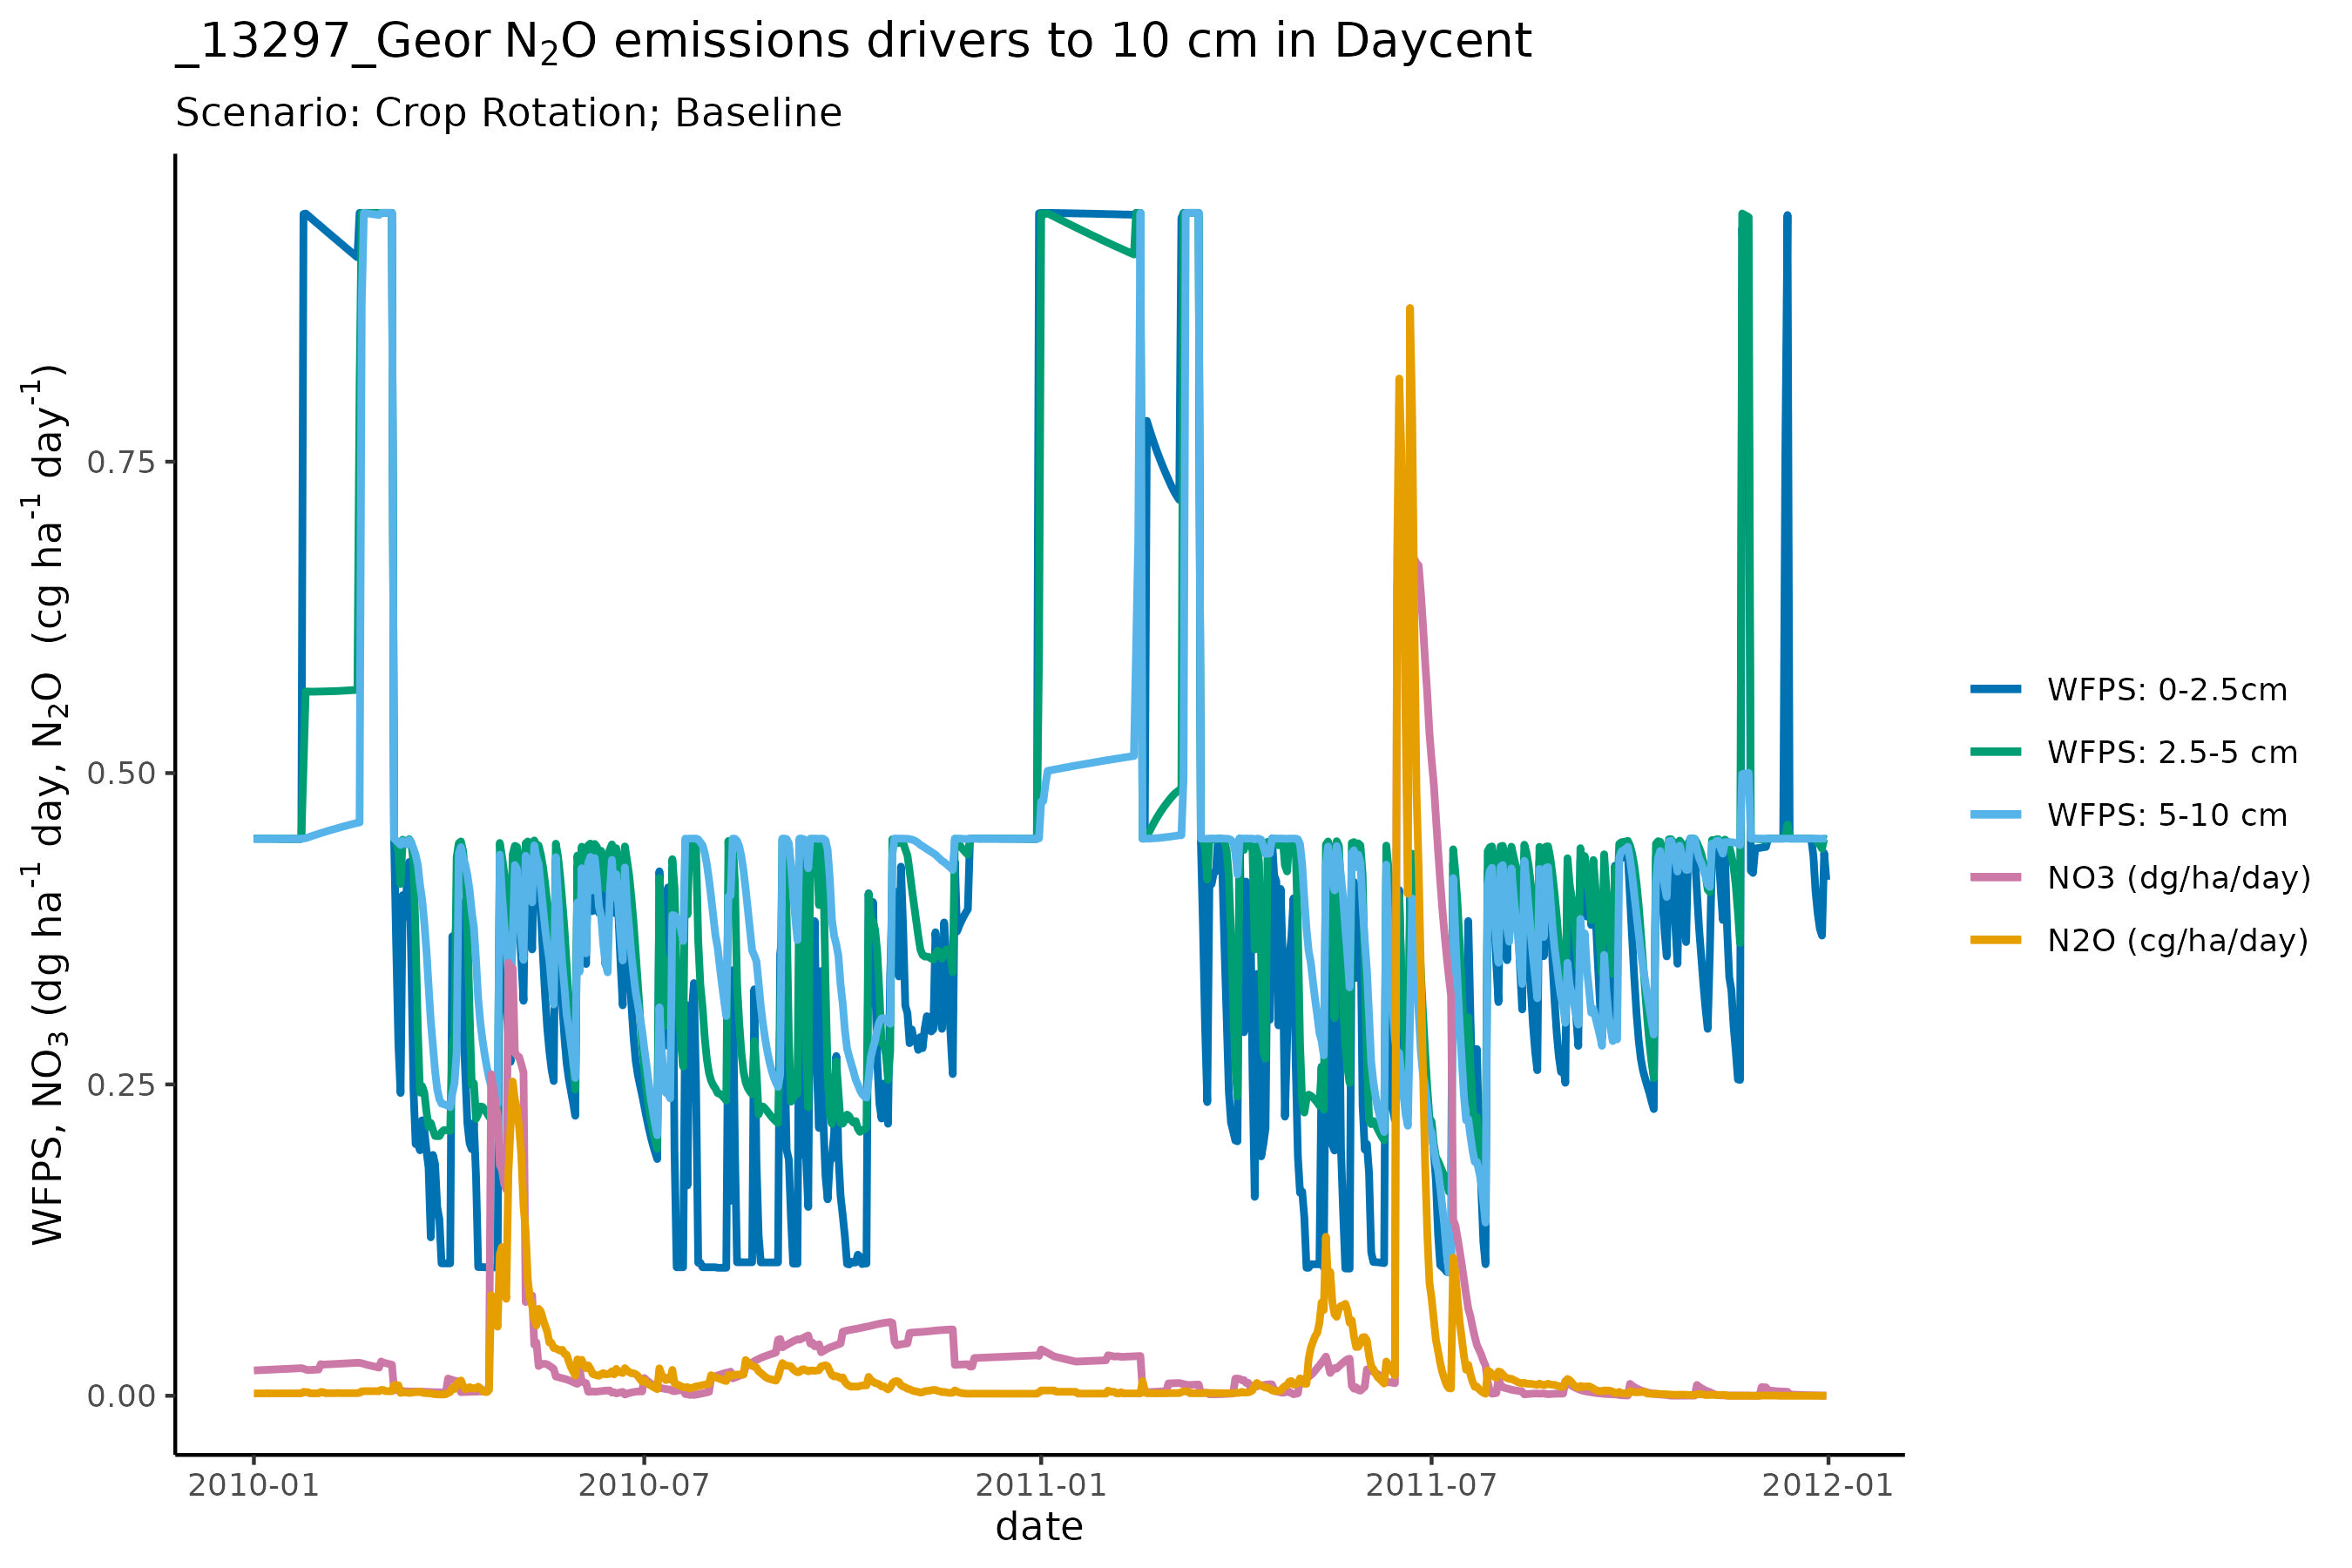 _13297_Geor N₂O emissions drivers to 10 cm in Daycent
Scenario: Crop Rotation; Baseline
WFPS, NO₃ (dg ha⁻¹ day, N₂O (cg ha⁻¹ day⁻¹)
0.75
0.50
0.25
0.00
2010-01
2010-07
2011-01
2011-07
2012-01
date
WFPS: 0-2.5cm
WFPS: 2.5-5 cm
WFPS: 5-10 cm
NO3 (dg/ha/day)
N2O (cg/ha/day)